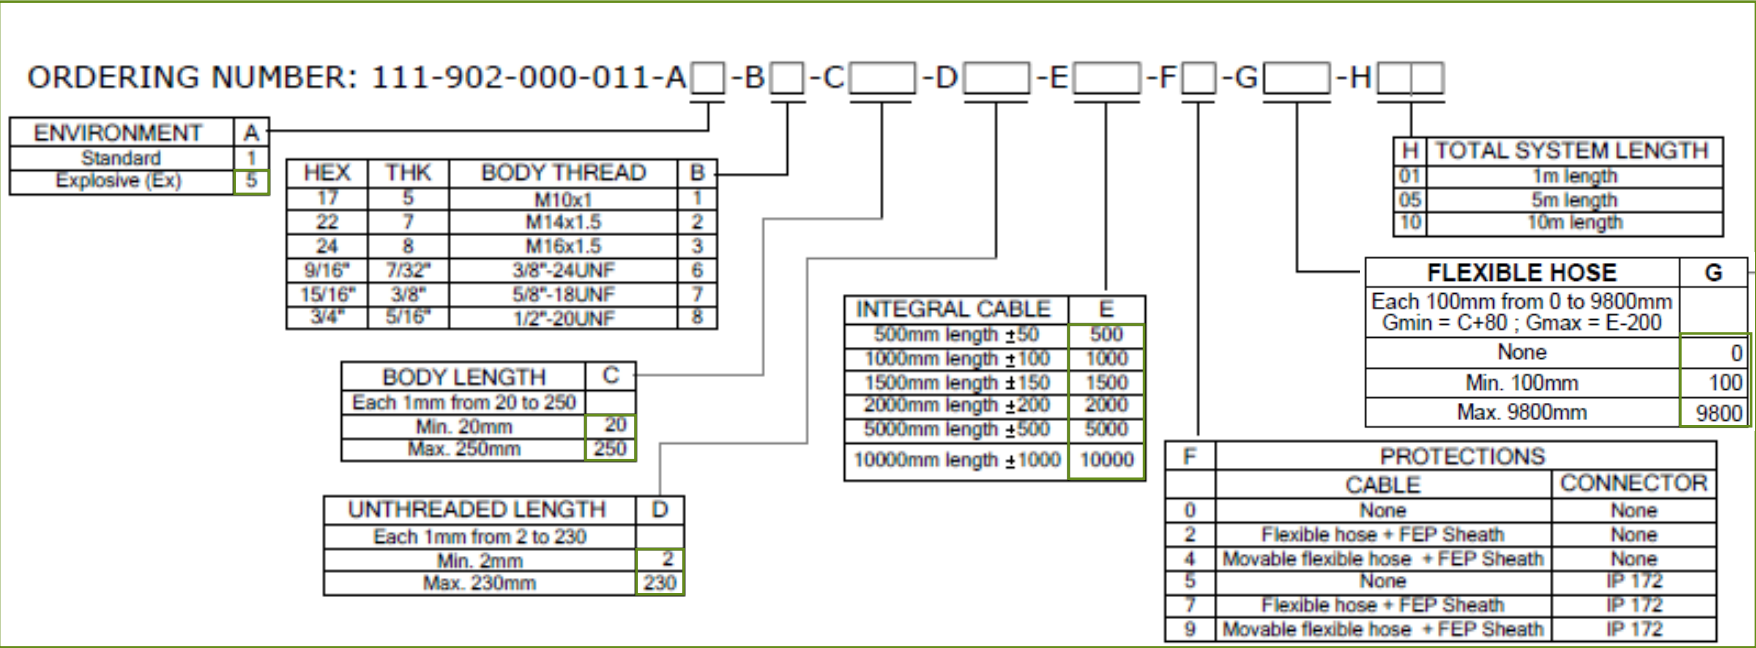 ORDERING NUMBER: 111-902-000-011-A -B -C -D -E -F -G -H
ENVIRONMENT A
Standard 1
Explosive (Ex) 5
HEX THK BODY THREAD B
17 5 M10x1 1
22 7 M14x1.5 2
24 8 M16x1.5 3
9/16" 7/32" 3/8"-24UNF 6
15/16" 3/8" 5/8"-18UNF 7
3/4" 5/16" 1/2"-20UNF 8
BODY LENGTH C
Each 1mm from 20 to 250
Min. 20mm 20
Max. 250mm 250
UNTHREADED LENGTH D
Each 1mm from 2 to 230
Min. 2mm 2
Max. 230mm 230
INTEGRAL CABLE E
500mm length ±50 500
1000mm length ±100 1000
1500mm length ±150 1500
2000mm length ±200 2000
5000mm length ±500 5000
10000mm length ±1000 10000
H TOTAL SYSTEM LENGTH
01 1m length
05 5m length
10 10m length
FLEXIBLE HOSE G
Each 100mm from 0 to 9800mm
Gmin = C+80 ; Gmax = E-200
None 0
Min. 100mm 100
Max. 9800mm 9800
F PROTECTIONS
CABLE CONNECTOR
0 None None
2 Flexible hose + FEP Sheath None
4 Movable flexible hose + FEP Sheath None
5 None IP 172
7 Flexible hose + FEP Sheath IP 172
9 Movable flexible hose + FEP Sheath IP 172